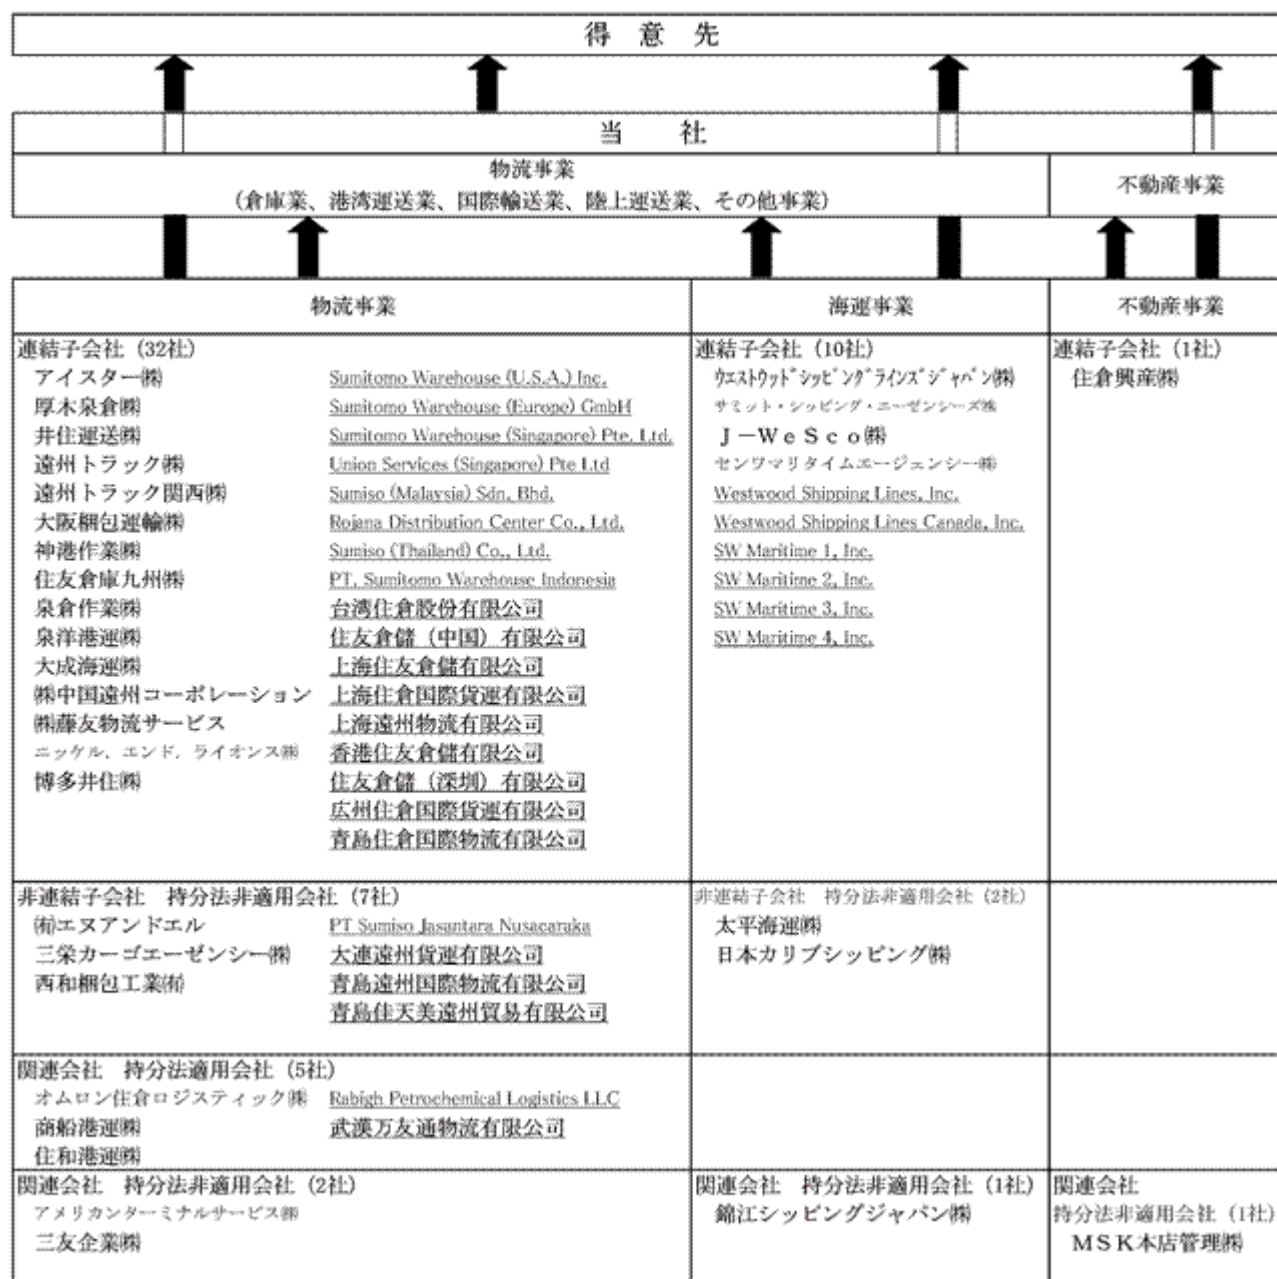 得 意 先
当 社
物流事業
(倉庫業、港湾運送業、国際輸送業、陸上運送業、その他事業)
不動産事業
物流事業
海運事業
不動産事業
連結子会社 (32社)
アイスター㈱
厚木泉倉㈱
井住運送㈱
遠州トラック㈱
遠州トラック関西㈱
大阪梱包運輸㈱
神港作業㈱
住友倉庫九州㈱
泉倉作業㈱
泉洋港運㈱
大成海運㈱
㈱中国遠州コーポレーション
㈱藤友物流サービス
ニッケル.エンド.ライオンス㈱
博多井住㈱
Sumitomo Warehouse (U.S.A.) Inc.
Sumitomo Warehouse (Europe) GmbH
Sumitomo Warehouse (Singapore) Pte. Ltd.
Union Services (Singapore) Pte Ltd
Sumiso (Malaysia) Sdn. Bhd.
Rojana Distribution Center Co., Ltd.
Sumiso (Thailand) Co., Ltd.
PT. Sumitomo Warehouse Indonesia
台湾住倉股份有限公司
住友倉儲(中国)有限公司
上海住友倉儲有限公司
上海住倉国際貨運有限公司
上海遠州物流有限公司
香港住友倉儲有限公司
住友倉儲(深圳)有限公司
広州住倉国際貨運有限公司
青島住倉国際物流有限公司
連結子会社 (10社)
ウエストウッドシッピングラインズジャパン㈱
サミット・シッピング・エーゼンシーズ㈱
J-WeSco㈱
センワマリタイムエージェンシー㈱
Westwood Shipping Lines, Inc.
Westwood Shipping Lines Canada, Inc.
SW Maritime 1, Inc.
SW Maritime 2, Inc.
SW Maritime 3, Inc.
SW Maritime 4, Inc.
連結子会社 (1社)
住倉興産㈱
非連結子会社 持分法非適用会社 (7社)
㈲エヌアンドエル
三栄カーゴエーゼンシー㈱
西和梱包工業㈲
PT Sumiso Jasantara Nusacaraka
大連遠州貨運有限公司
青島遠州国際物流有限公司
青島佳天美遠州貿易有限公司
非連結子会社 持分法非適用会社 (2社)
太平海運㈱
日本カリブシッピング㈱
関連会社 持分法適用会社 (5社)
オムロン住倉ロジスティック㈱
商船港運㈱
住和港運㈱
Rabigh Petrochemical Logistics LLC
武漢万友通物流有限公司
関連会社 持分法非適用会社 (2社)
アメリカンターミナルサービス㈱
三友企業㈱
関連会社 持分法非適用会社 (1社)
錦江シッピングジャパン㈱
関連会社
持分法非適用会社 (1社)
MSK本店管理㈱